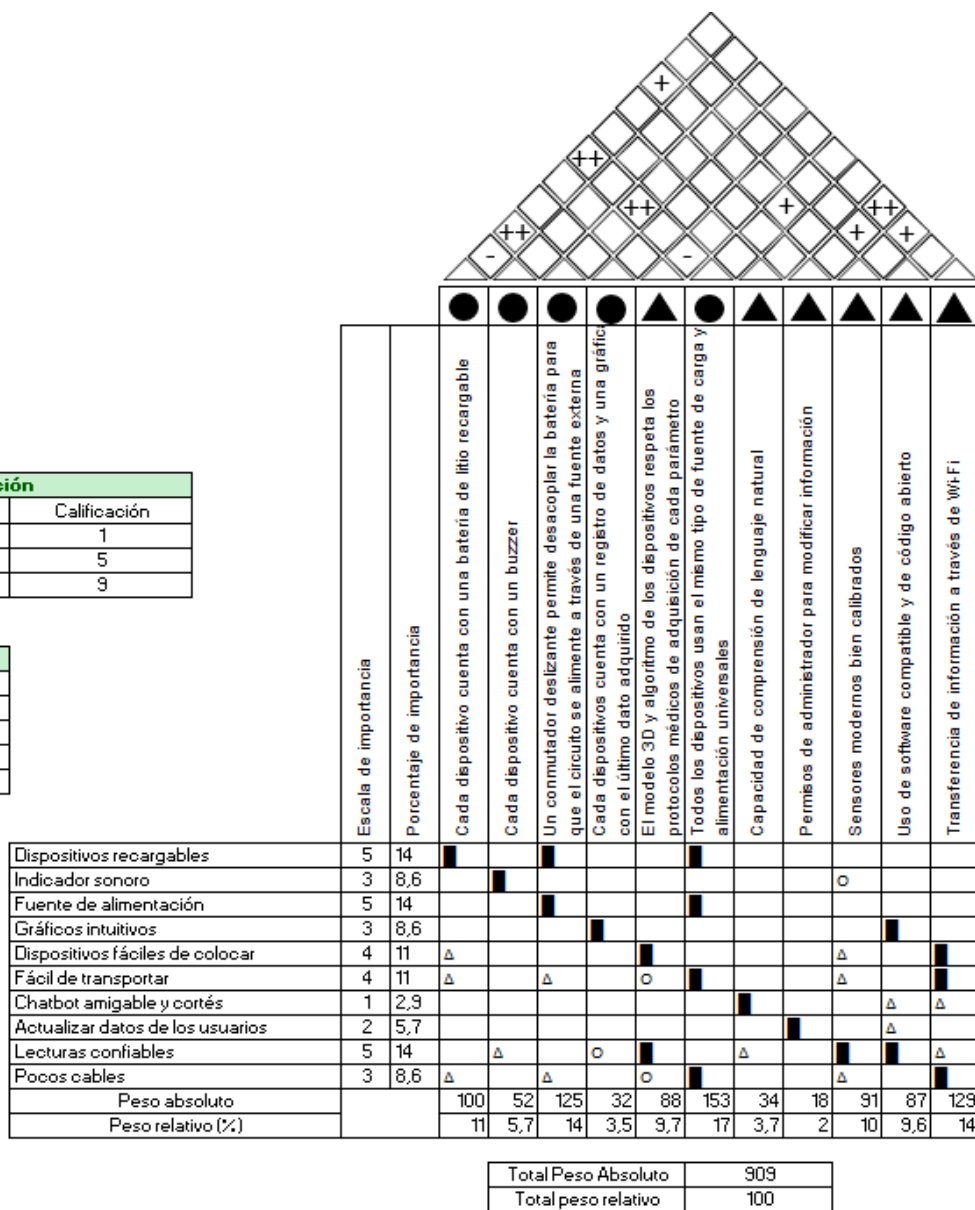 +
++
++ + ++
++ + +
- -
ción
Calificación
1
5
9
Escala de importancia
Porcentaje de importancia
Cada dispositivo cuenta con una batería de litio recargable
Cada dispositivo cuenta con un buzzer
Un conmutador deslizante permite desacoplar la batería para
que el circuito se alimente a través de una fuente externa
Cada dispositivos cuenta con un registro de datos y una gráfica
con el último dato adquirido
El modelo 3D y algoritmo de los dispositivos respeta los
protocolos médicos de adquisición de cada parámetro
Todos los dispositivos usan el mismo tipo de fuente de carga y
alimentación universales
Capacidad de comprensión de lenguaje natural
Permisos de administrador para modificar información
Sensores modernos bien calibrados
Uso de software compatible y de código abierto
Transferencia de información a través de Wi-Fi
Dispositivos recargables 5 14
Indicador sonoro 3 8,6 O
Fuente de alimentación 5 14
Gráficos intuitivos 3 8,6
Dispositivos fáciles de colocar 4 11 Δ Δ
Fácil de transportar 4 11 Δ Δ O Δ
Chatbot amigable y cortés 1 2,9 Δ Δ
Actualizar datos de los usuarios 2 5,7 Δ
Lecturas confiables 5 14 Δ O Δ Δ
Pocos cables 3 8,6 Δ Δ O Δ
Peso absoluto 100 52 125 32 88 153 34 18 91 87 129
Peso relativo (%) 11 5,7 14 3,5 9,7 17 3,7 2 10 9,6 14
Total Peso Absoluto 909
Total peso relativo 100